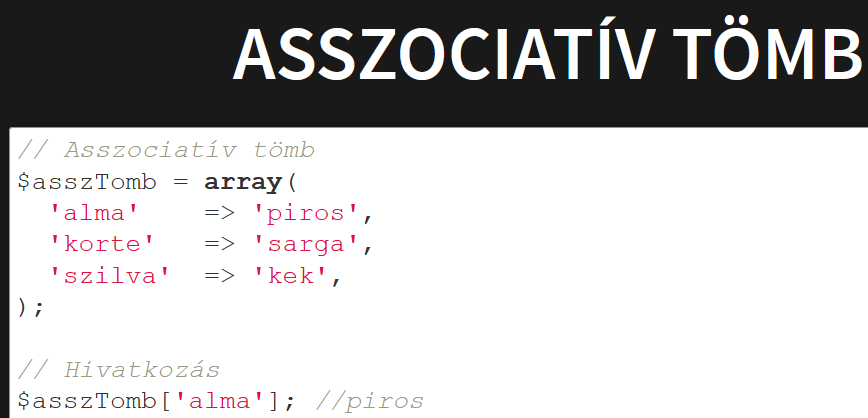 ASSZOCIATÍV TÖMB
// Asszociatív tömb
$asszTomb = array(
  'alma'    => 'piros',
  'korte'   => 'sarga',
  'szilva'  => 'kek',
);
// Hivatkozás
$asszTomb['alma']; //piros